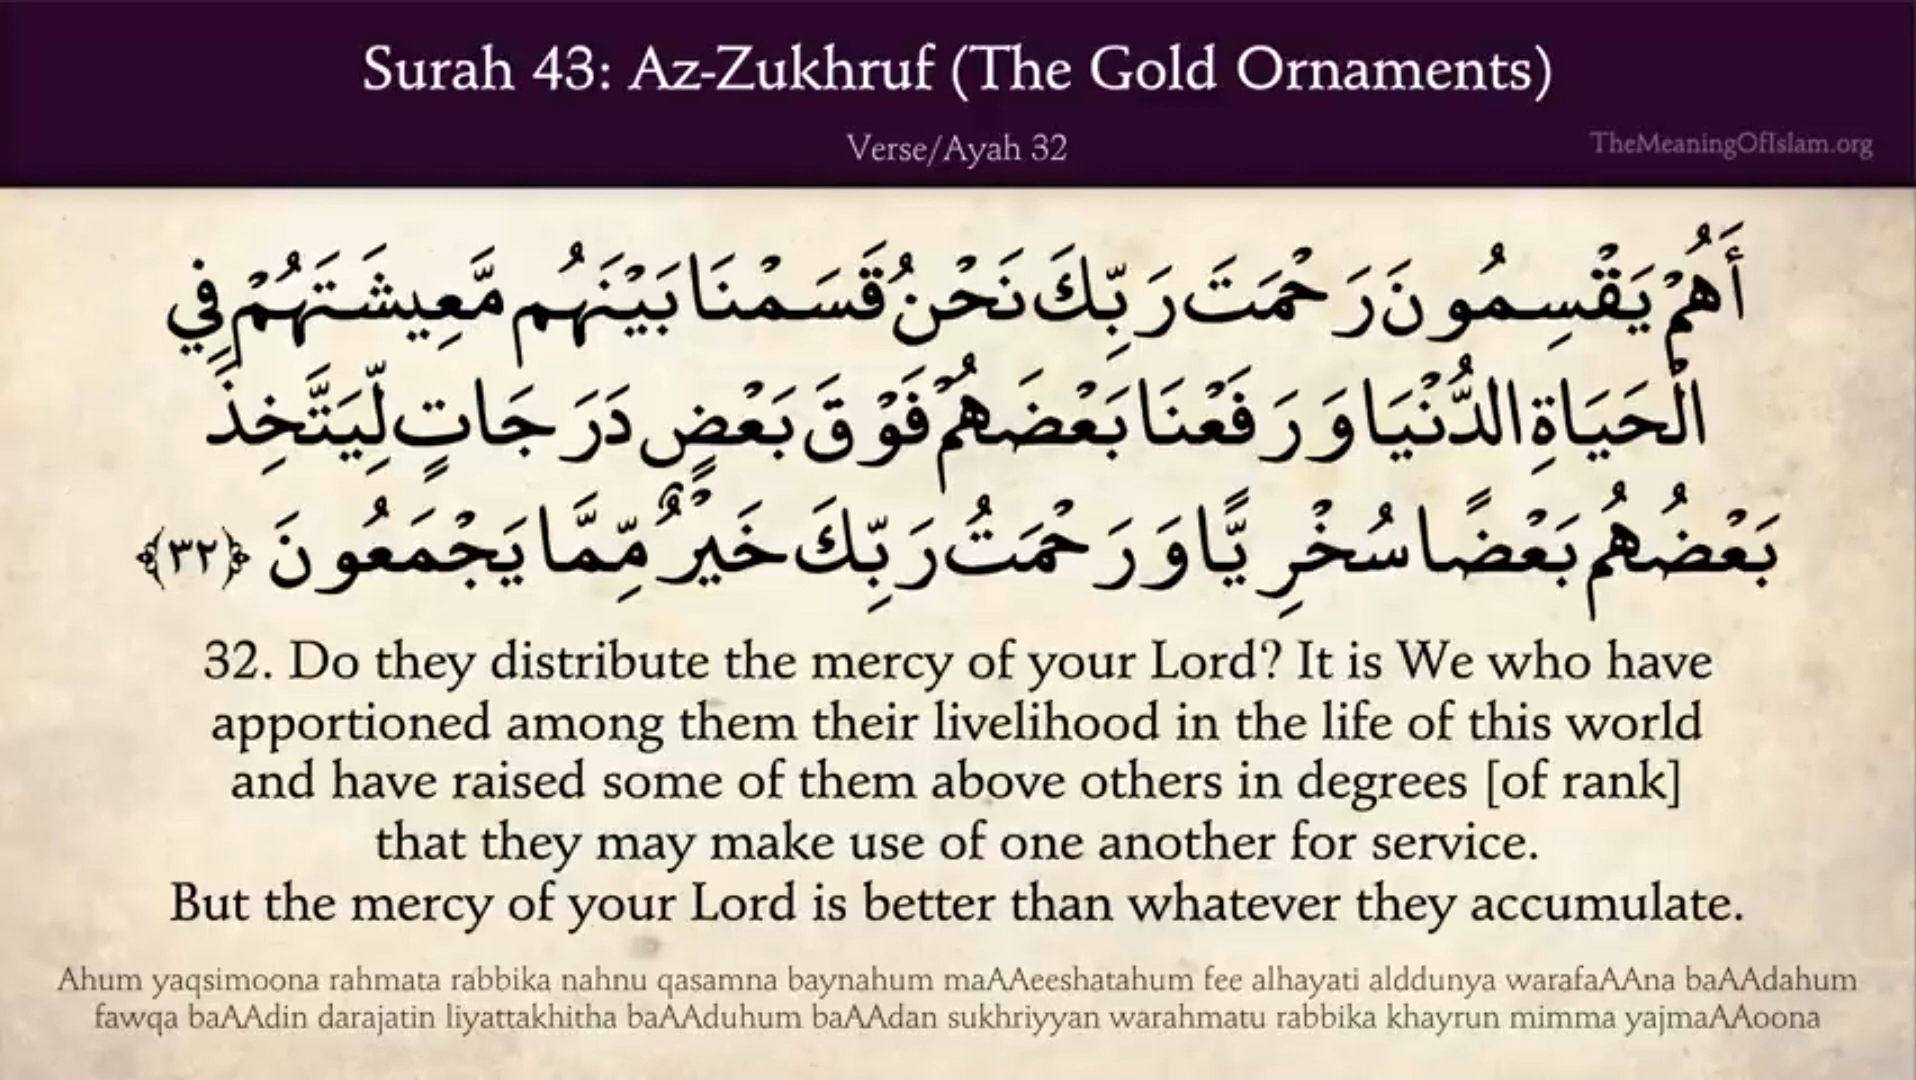 Surah 43: Az-Zukhruf (The Gold Ornaments)
Verse/Ayah 32
TheMeaningOfIslam.org
أَهُمْ يَقْسِمُونَ رَحْمَتَ رَبِّكَ نَحْنُ قَسَمْنَا بَيْنَهُم مَّعِيشَتَهُمْ فِي
الْحَيَاةِ الدُّنْيَا وَرَفَعْنَا بَعْضَهُمْ فَوْقَ بَعْضٍ دَرَجَاتٍ لِّيَتَّخِذَ
بَعْضُهُم بَعْضًا سُخْرِيًّا وَرَحْمَتُ رَبِّكَ خَيْرٌ مِّمَّا يَجْمَعُونَ ﴿٣٢﴾
32. Do they distribute the mercy of your Lord? It is We who have
apportioned among them their livelihood in the life of this world
and have raised some of them above others in degrees [of rank]
that they may make use of one another for service.
But the mercy of your Lord is better than whatever they accumulate.
Ahum yaqsimoona rahmata rabbika nahnu qasamna baynahum maAAeeshatahum fee alhayati alddunya warafaAAna baAAdahum
fawqa baAAdin darajatin liyattakhitha baAAduhum baAAdan sukhriyyan warahmatu rabbika khayrun mimma yajmaAAoona